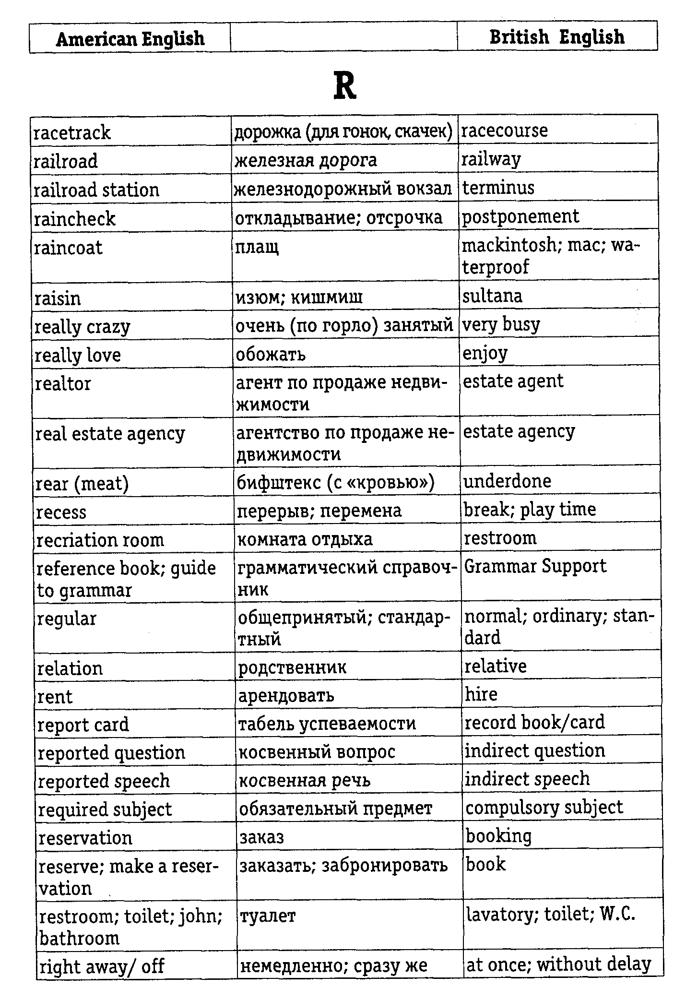 American English British English
R
racetrack дорожка (для гонок, скачек) racecourse
railroad железная дорога railway
railroad station железнодорожный вокзал terminus
raincheck откладывание; отсрочка postponement
raincoat плащ mackintosh; mac; wa-
terproof
raisin изюм; кишмиш sultana
really crazy очень (по горло) занятый very busy
really love обожать enjoy
realtor агент по продаже недви- estate agent
жимости
real estate agency агентство по продаже не- estate agency
движимости
rear (meat) бифштекс (с «кровью») underdone
recess перерыв; перемена break; play time
recriation room комната отдыха restroom
reference book; guide грамматический справоч- Grammar Support
to grammar ник
regular общепринятый; стандар- normal; ordinary; stan-
тный dard
relation родственник relative
rent арендовать hire
report card табель успеваемости record book/card
reported question косвенный вопрос indirect question
reported speech косвенная речь indirect speech
required subject обязательный предмет compulsory subject
reservation заказ booking
reserve; make a reser- заказать; забронировать book
vation
restroom; toilet; john; туалет lavatory; toilet; W.C.
bathroom
right away/ off немедленно; сразу же at once; without delay